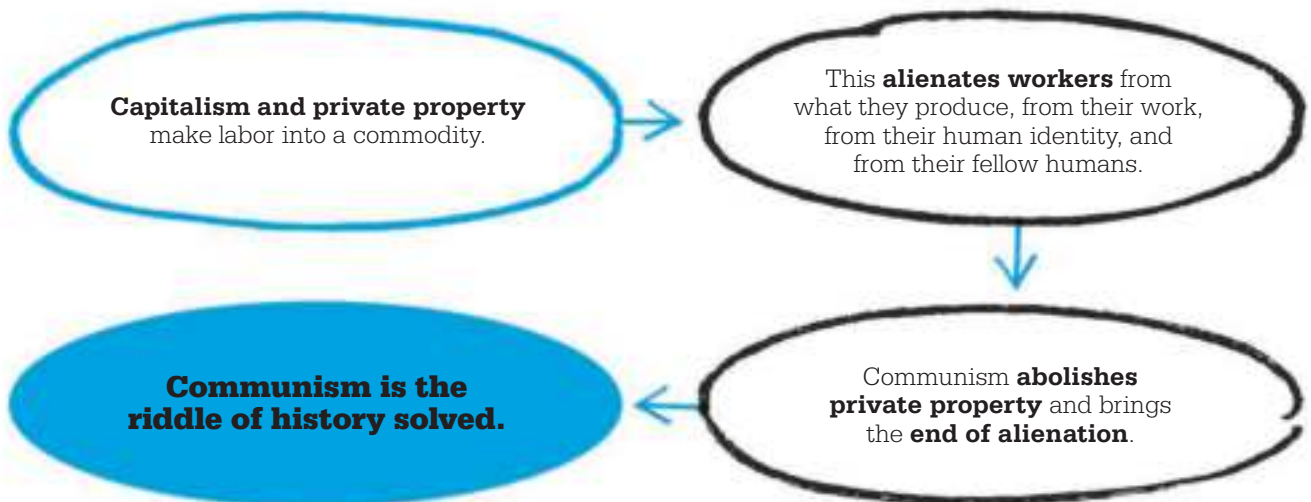 Capitalism and private property
make labor into a commodity.
This alienates workers from
what they produce, from their work,
from their human identity, and
from their fellow humans.
Communism abolishes
private property and brings
the end of alienation.
Communism is the
riddle of history solved.